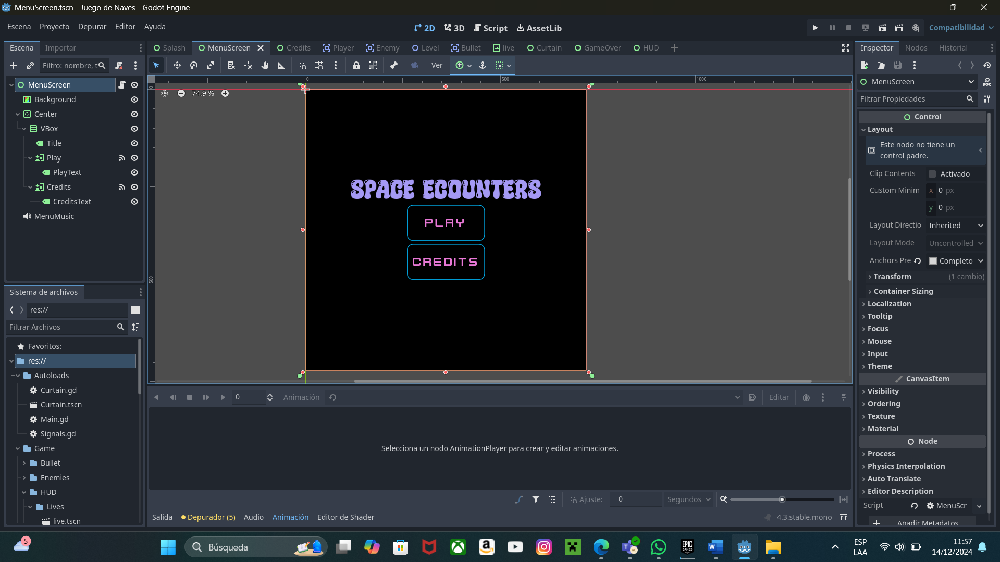 MenuScreen.tscn - Juego de Naves - Godot Engine
Escena Proyecto Depurar Editor Ayuda
2D 3D Script AssetLib
Compatibilidad
Escena Importar
Splash MenuScreen Credits Player Enemy Level Bullet live Curtain GameOver HUD
Inspector Nodos Historial
Filtro: nombre, t
Ver
MenuScreen
Background
Center
VBox
Title
Play
PlayText
Credits
CreditsText
MenuMusic
0 500 1000
0
500
74.9 %
SPACE ECOUNTERS
PLAY
CREDITS
Sistema de archivos
res://
Filtrar Archivos
Favoritos:
res://
Autoloads
Curtain.gd
Curtain.tscn
Main.gd
Signals.gd
Game
Bullet
Enemies
HUD
Lives
live.tscn
0 Animación Editar
Selecciona un nodo AnimationPlayer para crear y editar animaciones.
Ajuste: 0 Segundos
Salida Depurador (5) Audio Animación Editor de Shader 4.3.stable.mono
MenuScreen
Filtrar Propiedades
Control
Layout
Este nodo no tiene un
control padre.
Clip Contents Activado
Custom Minim x 0 px
y 0 px
Layout Directio Inherited
Layout Mode Uncontrolled
Anchors Pre Completo
Transform (1 cambio)
Container Sizing
Localization
Tooltip
Focus
Mouse
Input
Theme
CanvasItem
Visibility
Ordering
Texture
Material
Node
Process
Physics Interpolation
Auto Translate
Editor Description
Script MenuScr
Añadir Metadatos
5
Búsqueda
EPIC
GAMES
ESP
LAA
11:57
14/12/2024